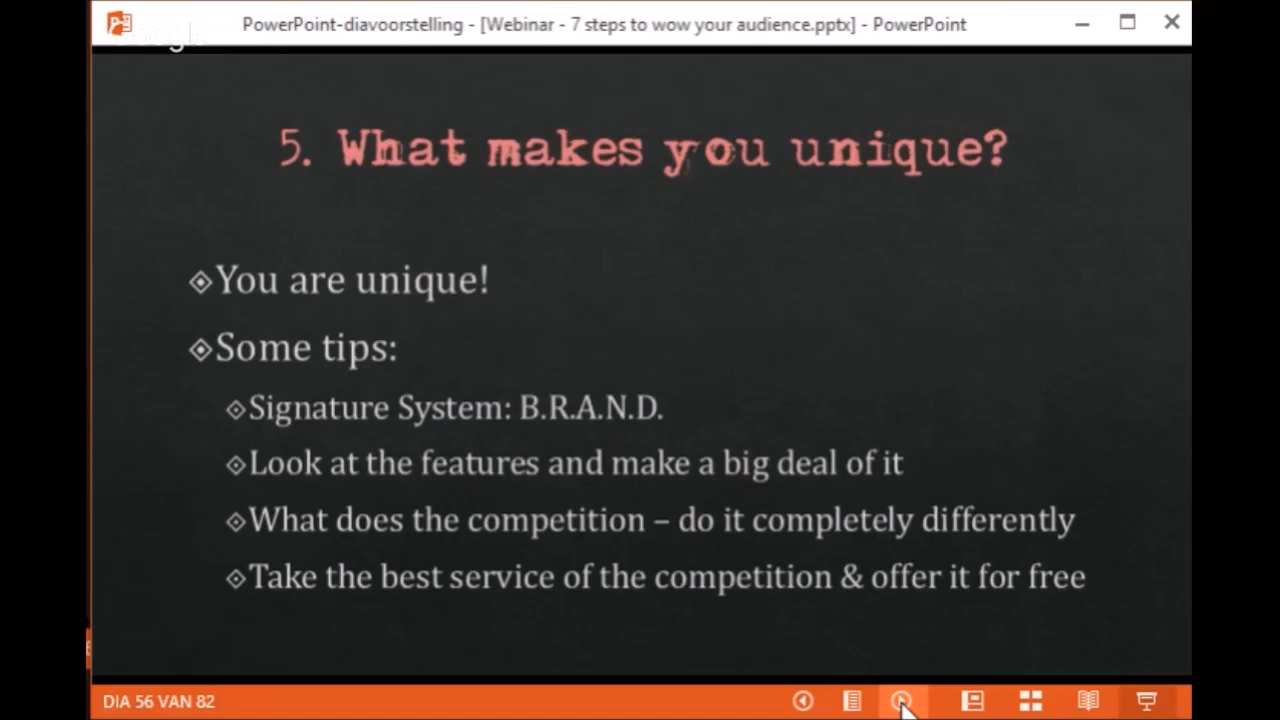 PowerPoint-diavoorstelling - [Webinar - 7 steps to wow your audience.pptx] - PowerPoint
5. What makes you unique?
You are unique!
Some tips:
Signature System: B.R.A.N.D.
Look at the features and make a big deal of it
What does the competition – do it completely differently
Take the best service of the competition & offer it for free
DIA 56 VAN 82